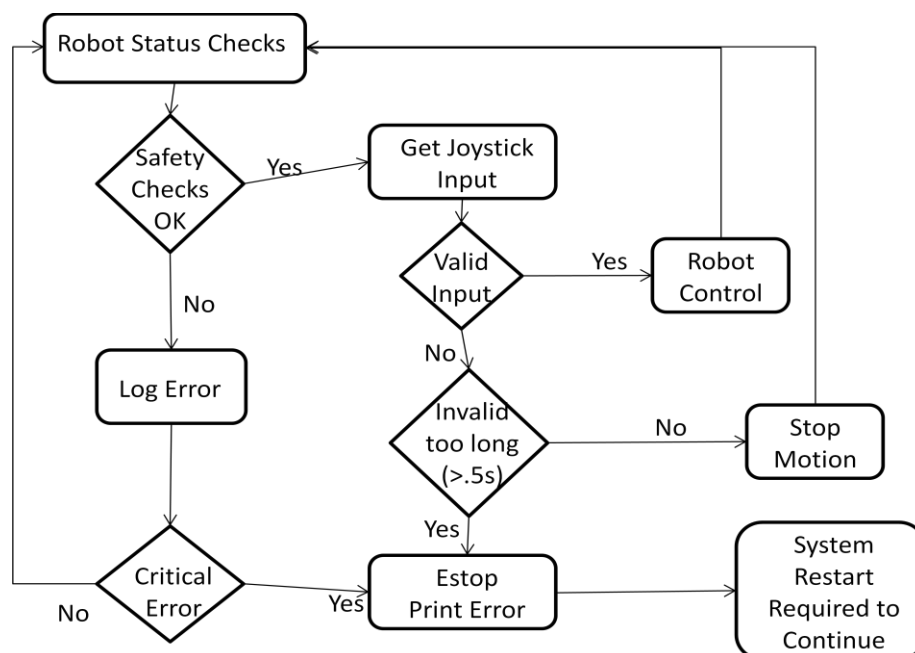 Robot Status Checks
Safety
Checks
OK
Yes
Get Joystick
Input
Valid
Input
Yes
Robot
Control
No
No
Log Error
Invalid
too long
(>.5s)
No
Stop
Motion
Yes
Critical
Error
No
Yes
Estop
Print Error
System
Restart
Required to
Continue